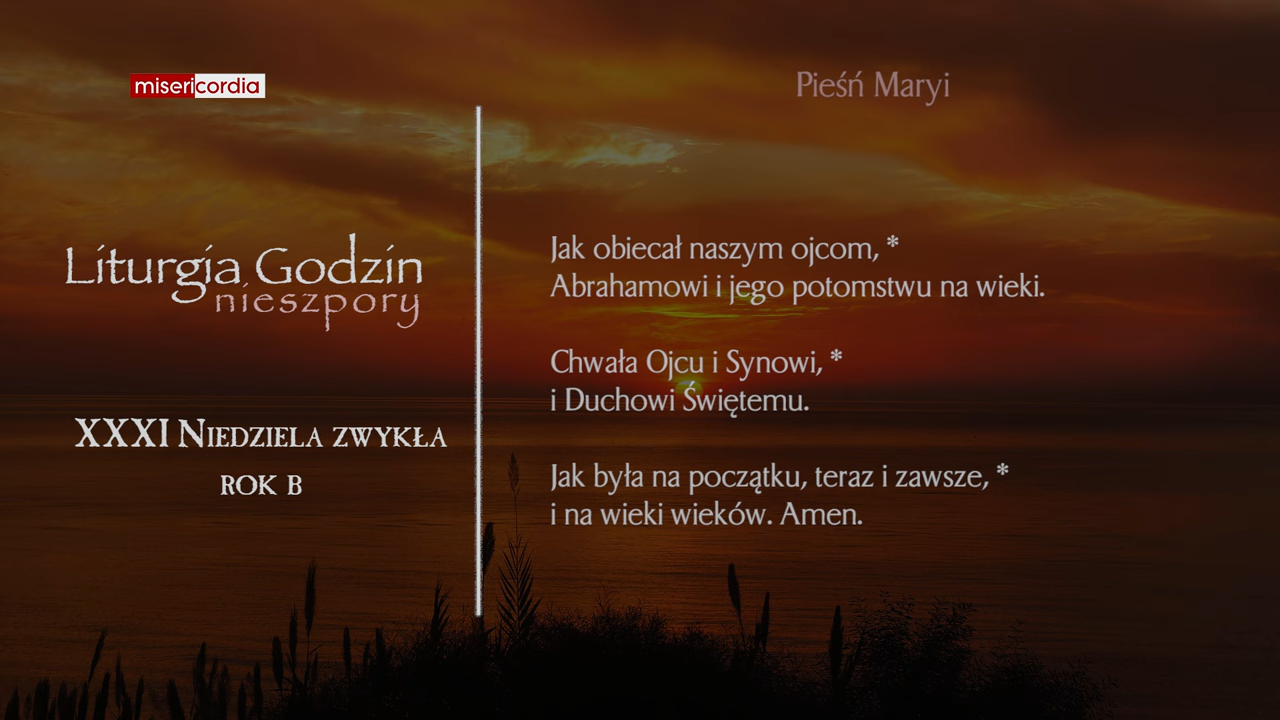 misericordia
Liturgia Godzin
nieszpory
XXXI Niedziela zwykła
rok B
Pieśń Maryi
Jak obiecał naszym ojcom, *
Abrahamowi i jego potomstwu na wieki.
Chwała Ojcu i Synowi, *
i Duchowi Świętemu.
Jak była na początku, teraz i zawsze, *
i na wieki wieków. Amen.